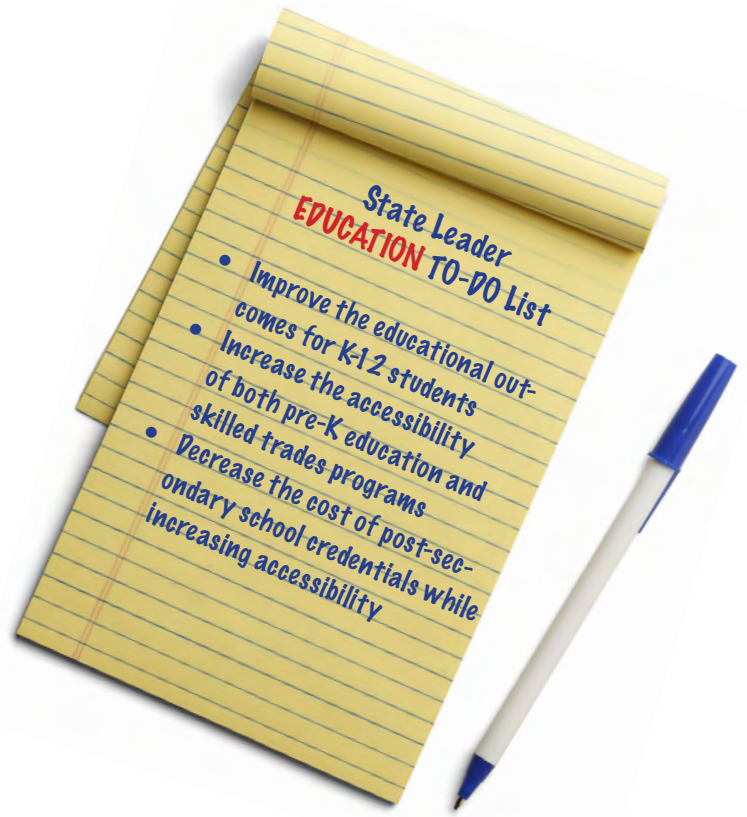 State Leader
EDUCATION TO-DO List
• Improve the educational out-
comes for K-12 students
• Increase the accessibility
of both pre-K education and
skilled trades programs
• Decrease the cost of post-sec-
ondary school credentials while
increasing accessibility